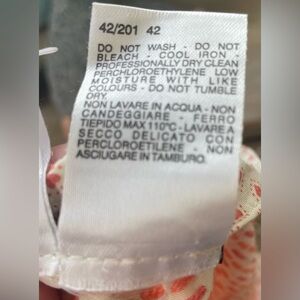 42/201 42
DO NOT WASH - DO NOT
BLEACH - COOL IRON -
PROFESSIONALLY DRY CLEAN
PERCHLOROETHYLENE LOW
MOISTURE WITH LIKE
COLOURS - DO NOT TUMBLE
DRY.
NON LAVARE IN ACQUA - NON
CANDEGGIARE - FERRO
TIEPIDO MAX 110°C - LAVARE A
SECCO DELICATO CON
PERCLOROETILENE - NON
ASCIUGARE IN TAMBURO.